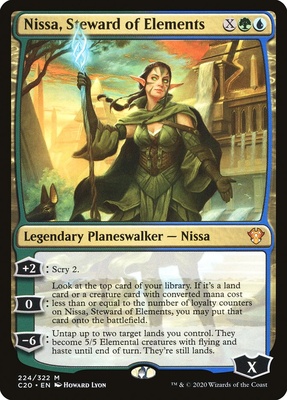 Nissa, Steward of Elements X
Legendary Planeswalker — Nissa
+2 : Scry 2.
Look at the top card of your library. If it's a land
card or a creature card with converted mana cost
0 : less than or equal to the number of loyalty counters
on Nissa, Steward of Elements, you may put that
card onto the battlefield.
Untap up to two target lands you control. They
−6 : become 5/5 Elemental creatures with flying and
haste until end of turn. They're still lands.
X
224/322 M
C20 • EN Howard Lyon
™ & © 2020 Wizards of the Coast